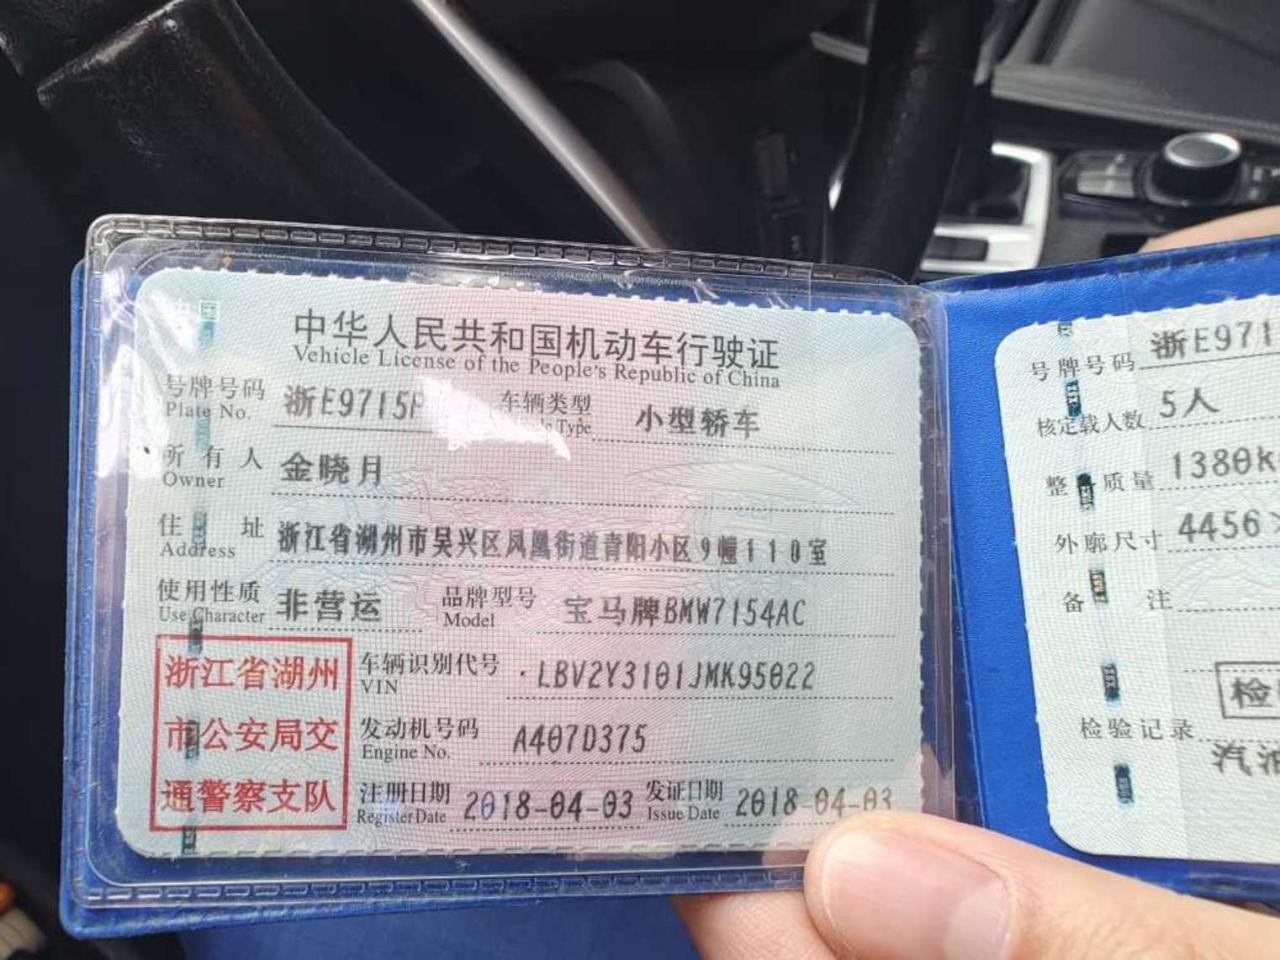 中华人民共和国机动车行驶证
Vehicle License of the People's Republic of China
号牌号码 浙E9715 车辆类型 小型轿车
Plate No. Type
所有人 金晓月
Owner
住址 浙江省湖州市吴兴区凤凰街道青阳小区9幢110室
Address
使用性质 非营运 品牌型号 宝马牌BMW7154AC
Use Character Model
浙江省湖州
市公安局交
通警察支队
车辆识别代号 LBV2Y3101JMK95022
VIN
发动机号码 A407D375
Engine No.
注册日期 2018-04-03 发证日期 2018-04-03
Register Date Issue Date
号牌号码 浙E971
核定载人数 5人
整 质量 1380k
外廓尺寸 4456
备注
检
检验记录
汽油